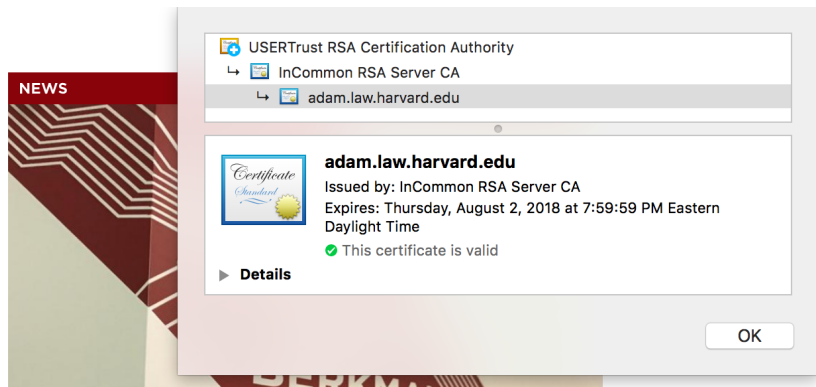 USERTrust RSA Certification Authority
InCommon RSA Server CA
adam.law.harvard.edu
NEWS
Certificate
Standard
adam.law.harvard.edu
Issued by: InCommon RSA Server CA
Expires: Thursday, August 2, 2018 at 7:59:59 PM Eastern
Daylight Time
This certificate is valid
Details
OK